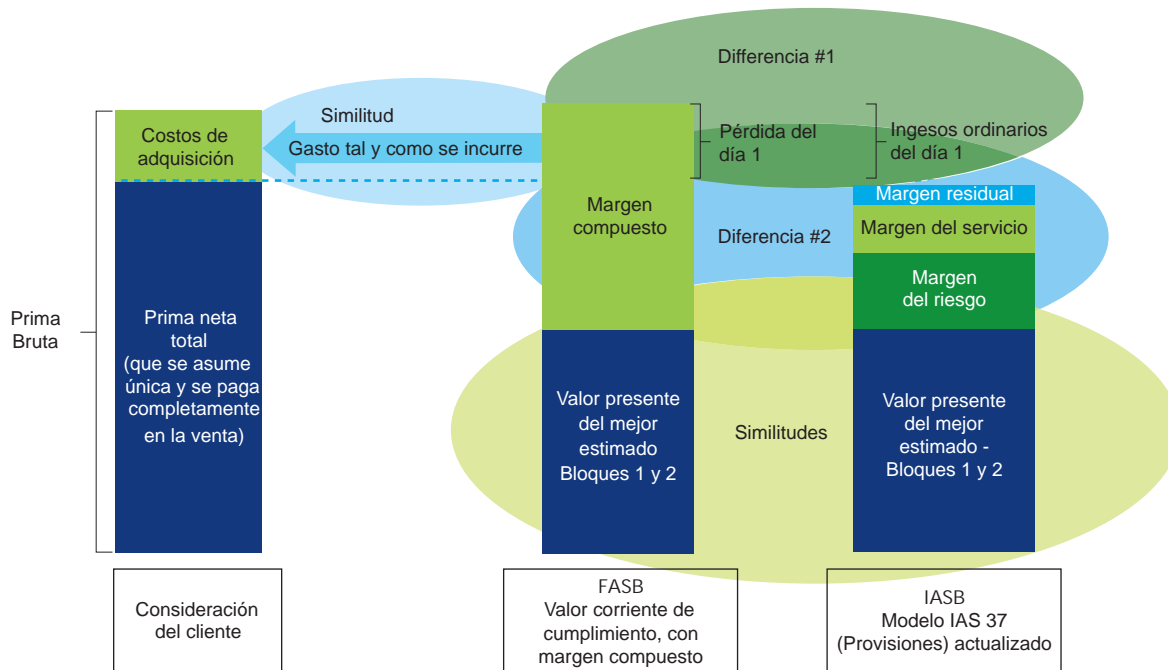 Differencia #1
Similitud
Gasto tal y como se incurre
Costos de
adquisición
Pérdida del
día 1
Ingesos ordinarios
del día 1
Margen residual
Margen del servicio
Margen
compuesto
Diferencia #2
Margen
del riesgo
Prima
Bruta
Prima neta
total
(que se asume
única y se paga
completamente
en la venta)
Valor presente
del mejor
estimado
Bloques 1 y 2
Similitudes
Valor presente
del mejor
estimado -
Bloques 1 y 2
Consideración
del cliente
FASB
Valor corriente de
cumplimiento, con
margen compuesto
IASB
Modelo IAS 37
(Provisiones) actualizado